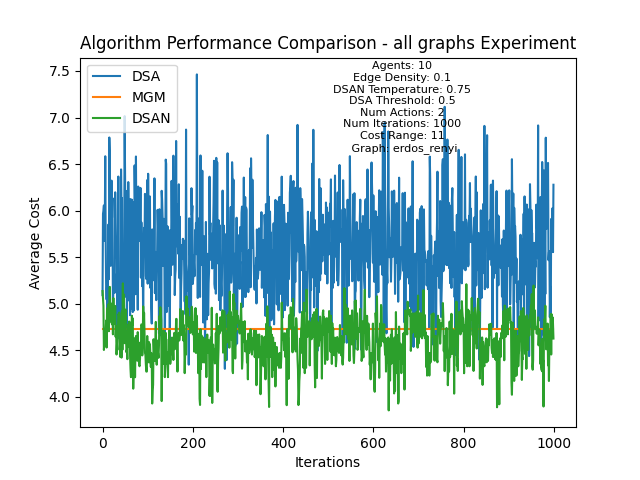 Algorithm Performance Comparison - all graphs Experiment
DSA
MGM
DSAN
Agents: 10
Edge Density: 0.1
DSAN Temperature: 0.75
DSA Threshold: 0.5
Num Actions: 2
Num Iterations: 1000
Cost Range: 11
Graph: erdos_renyi
7.5
7.0
6.5
6.0
5.5
5.0
4.5
4.0
Average Cost
0
200
400
600
800
1000
Iterations